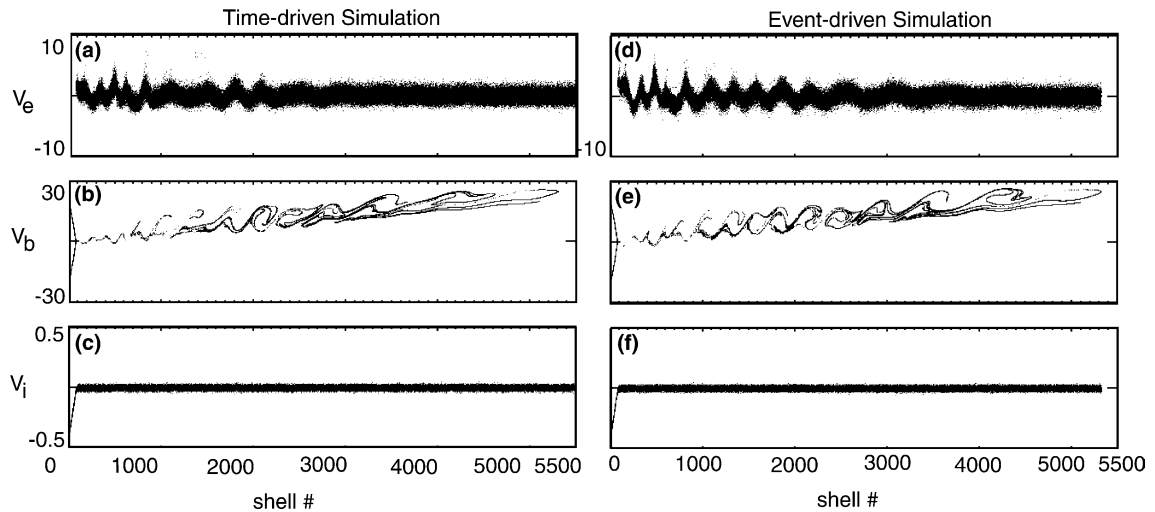 Time-driven Simulation
Event-driven Simulation
(a)
(d)
10
Ve
-10
-10
(b)
(e)
30
Vb
-30
(c)
(f)
0.5
Vi
-0.5
0 1000 2000 3000 4000 5000 5500
0 1000 2000 3000 4000 5000 5500
shell #
shell #